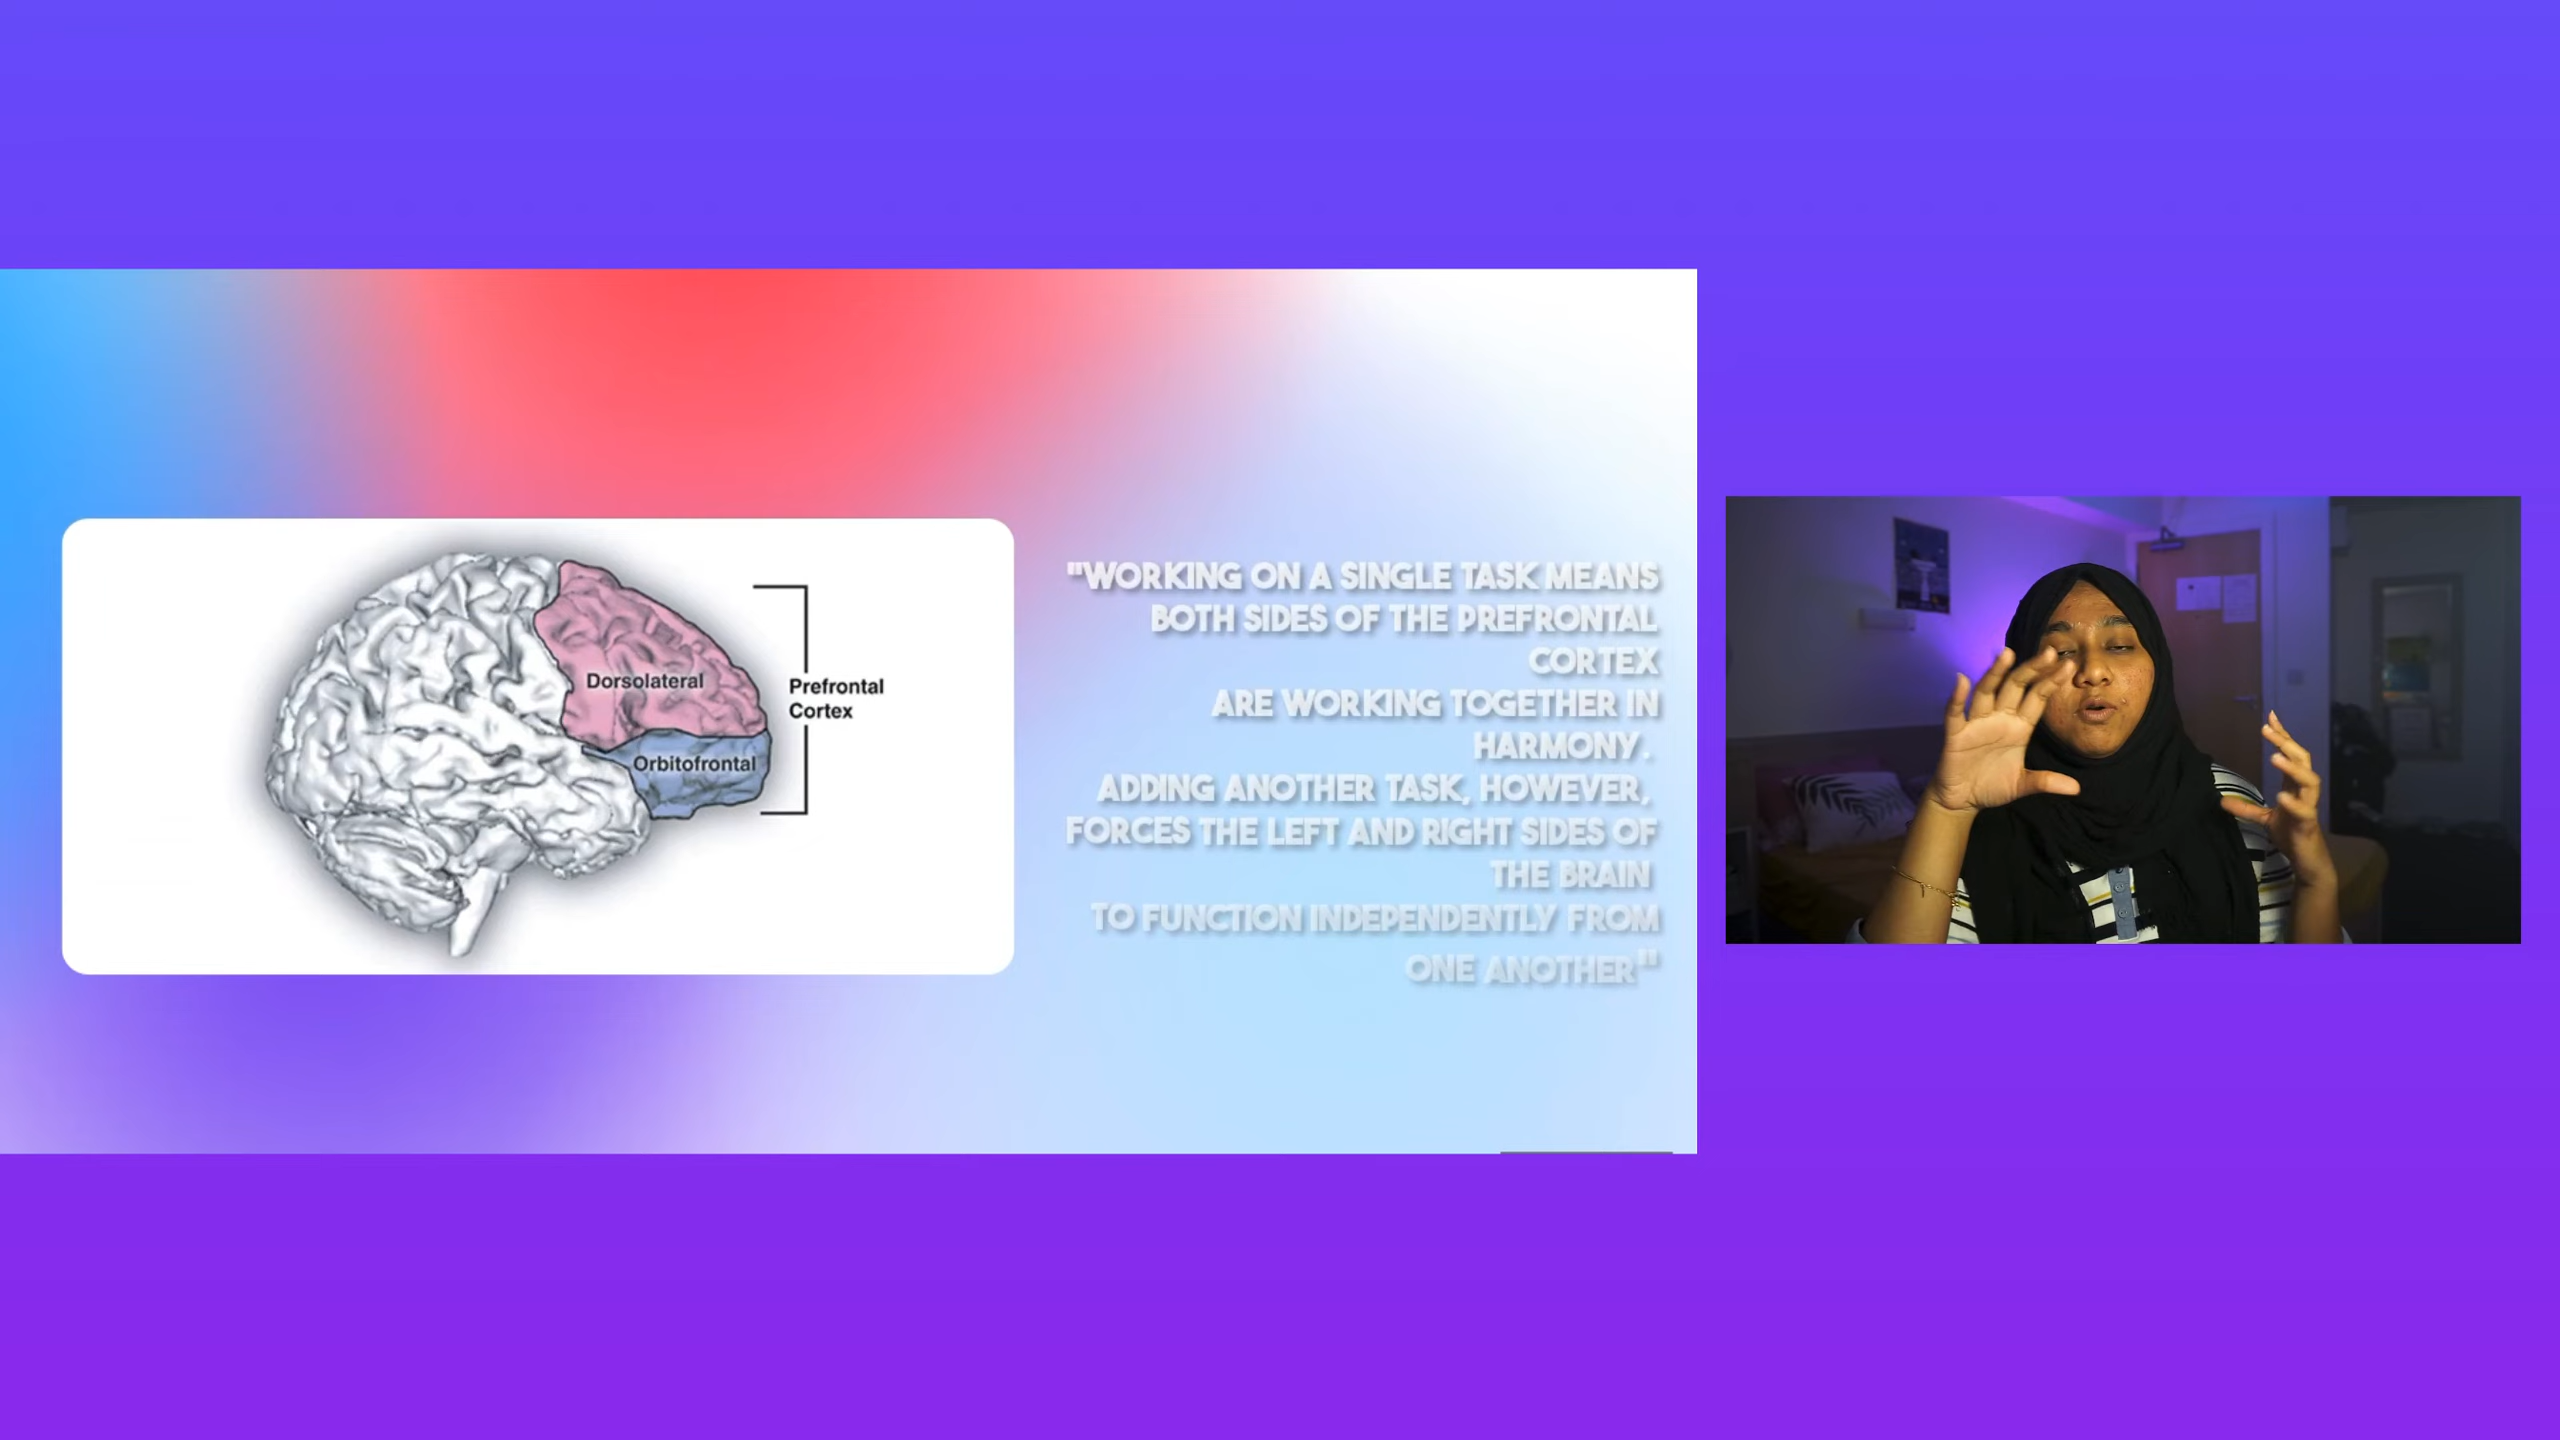 Dorsolateral
Orbitofrontal
Prefrontal
Cortex
"WORKING ON A SINGLE TASK MEANS
BOTH SIDES OF THE PREFRONTAL
CORTEX
ARE WORKING TOGETHER IN
HARMONY.
ADDING ANOTHER TASK, HOWEVER,
FORCES THE LEFT AND RIGHT SIDES OF
THE BRAIN
TO FUNCTION INDEPENDENTLY FROM
ONE ANOTHER"